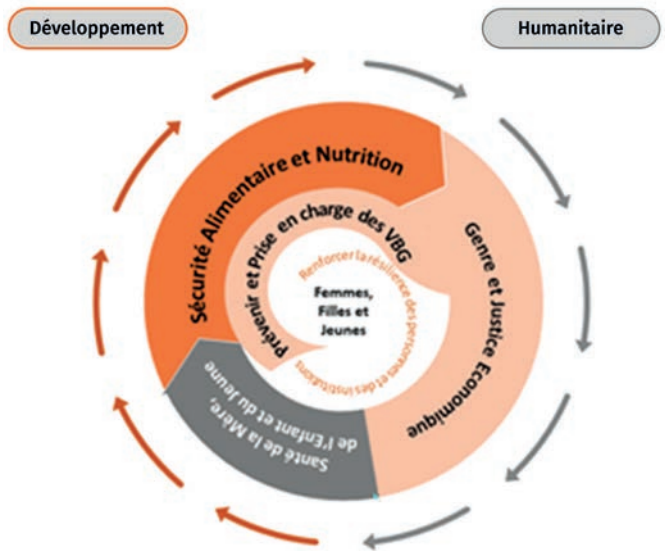 Développement
Humanitaire
Sécurité Alimentaire et Nutrition
Prévenir et Prise en charge des VBG
Genre et Justice Economique
Renforcer la résilience des personnes et des institutions
Femmes,
Filles et
Jeunes
Santé de la Mère,
de l'Enfant et du Jeune